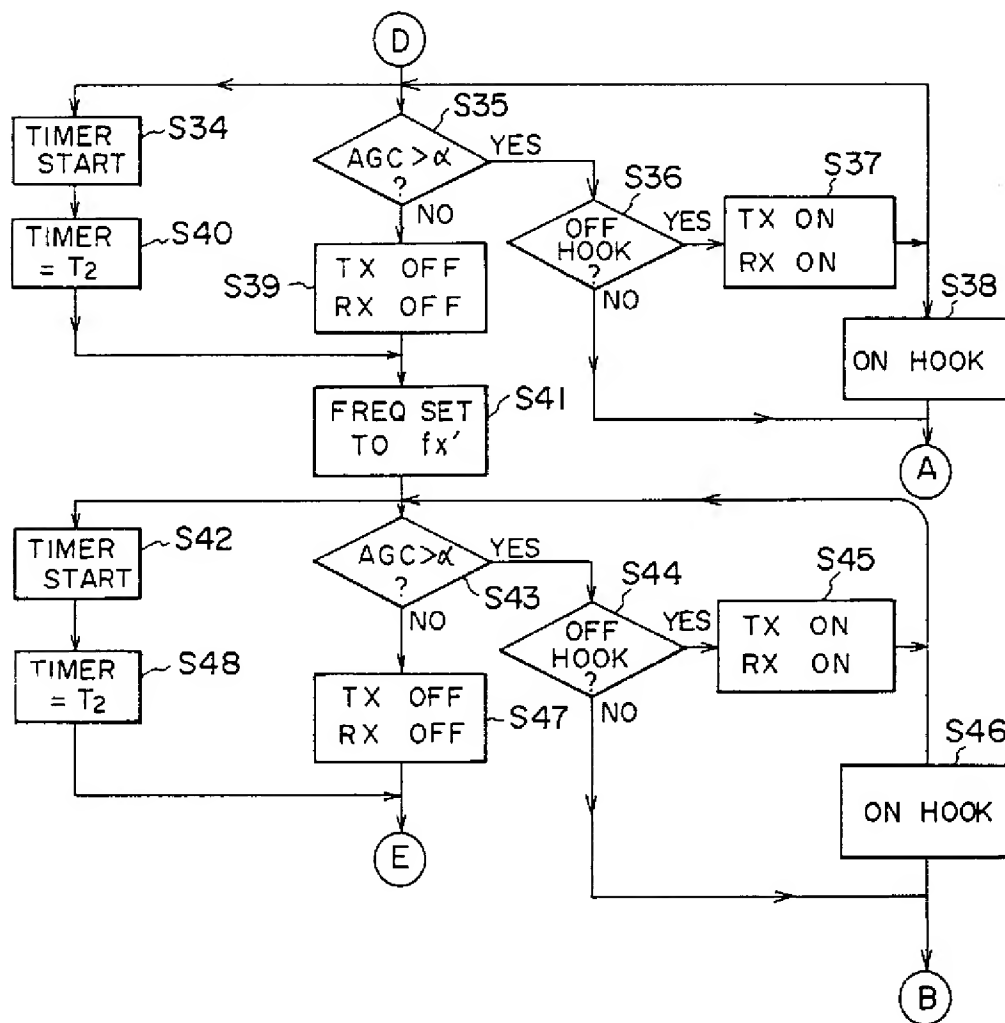 D
S34
TIMER
START
S35
AGC > α
?
YES
NO
S36
OFF
HOOK
?
YES
NO
S37
TX ON
RX ON
S40
TIMER
= T2
S39
TX OFF
RX OFF
S38
ON HOOK
A
S41
FREQ SET
TO fx'
S42
TIMER
START
S43
AGC>α
?
YES
NO
S44
OFF
HOOK
?
YES
NO
S45
TX ON
RX ON
S48
TIMER
= T2
S47
TX OFF
RX OFF
S46
ON HOOK
E
B